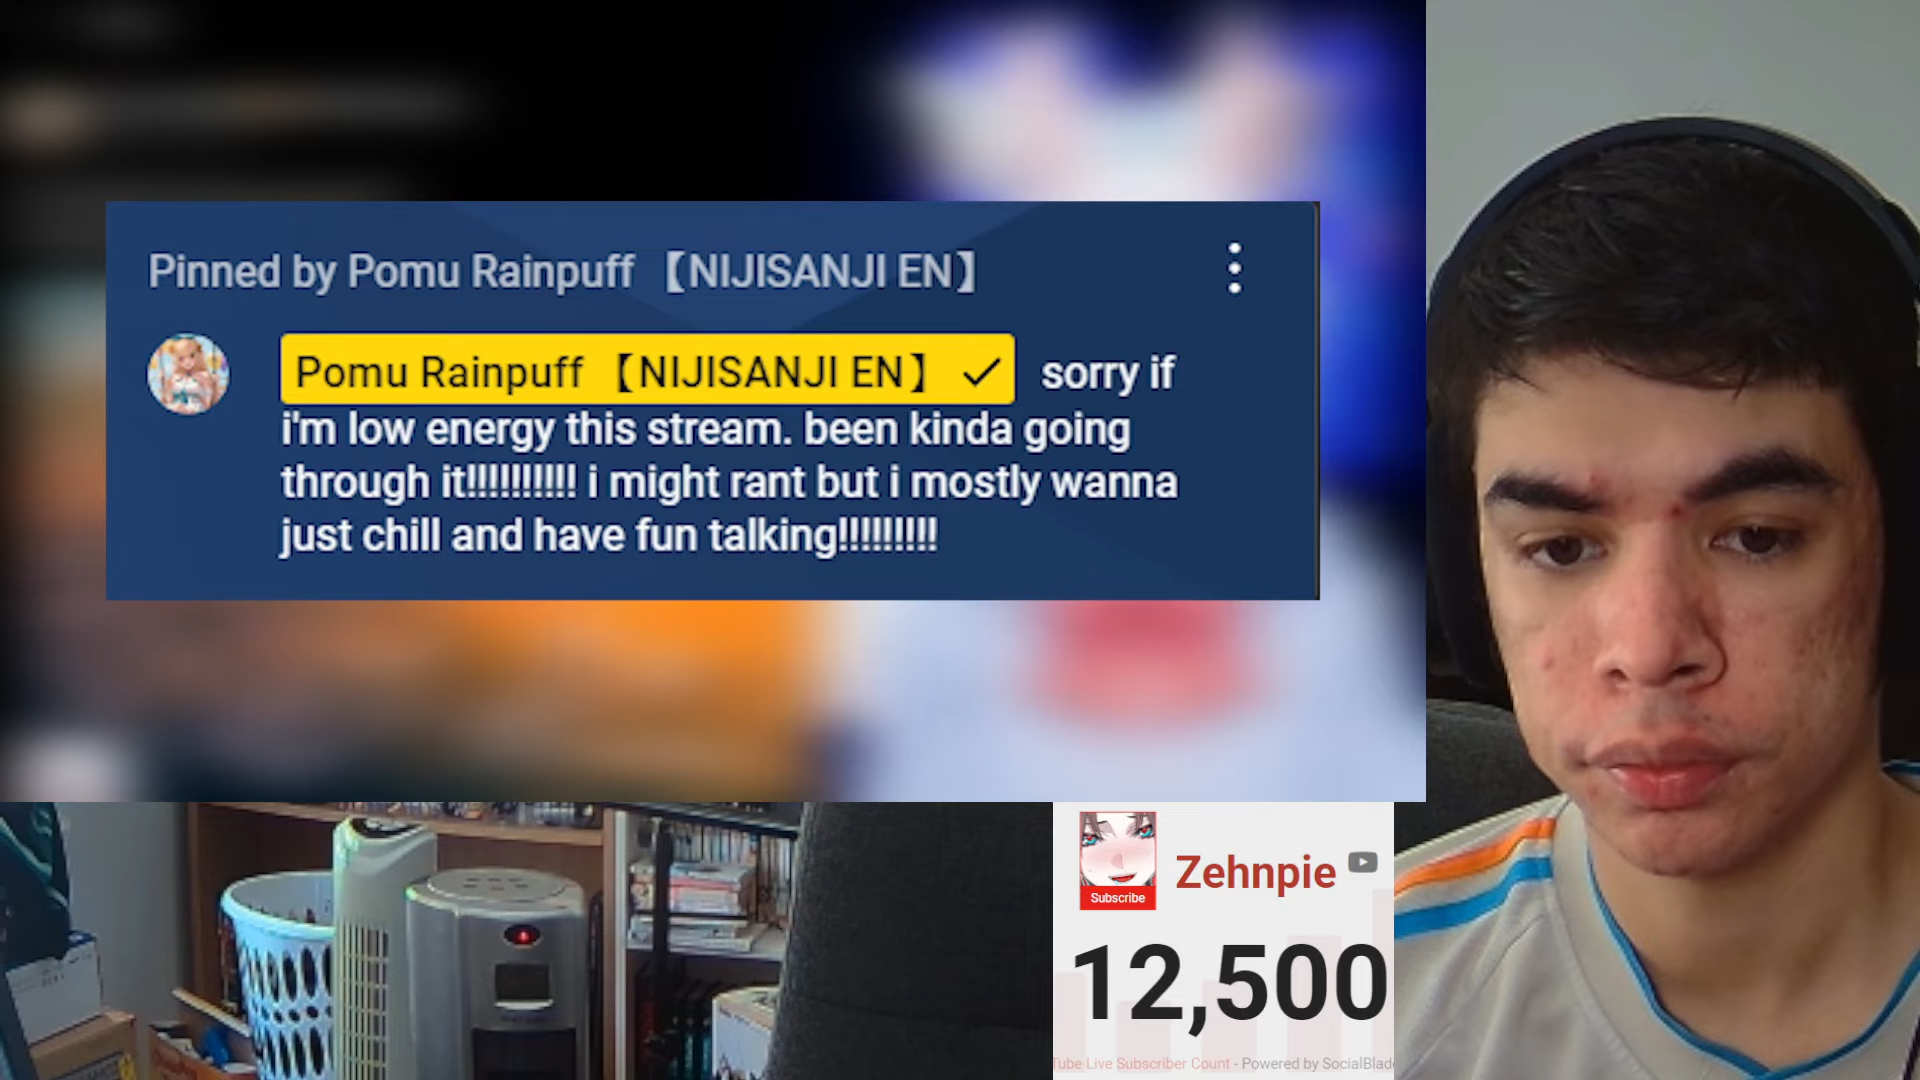 Pinned by Pomu Rainpuff 【NIJISANJI EN】
Pomu Rainpuff 【NIJISANJI EN】 sorry if
i'm low energy this stream. been kinda going
through it!!!!!!!!!! i might rant but i mostly wanna
just chill and have fun talking!!!!!!!!!
Subscribe
Zehnpie
12,500
Tube Live Subscriber Count - Powered by SocialBlad